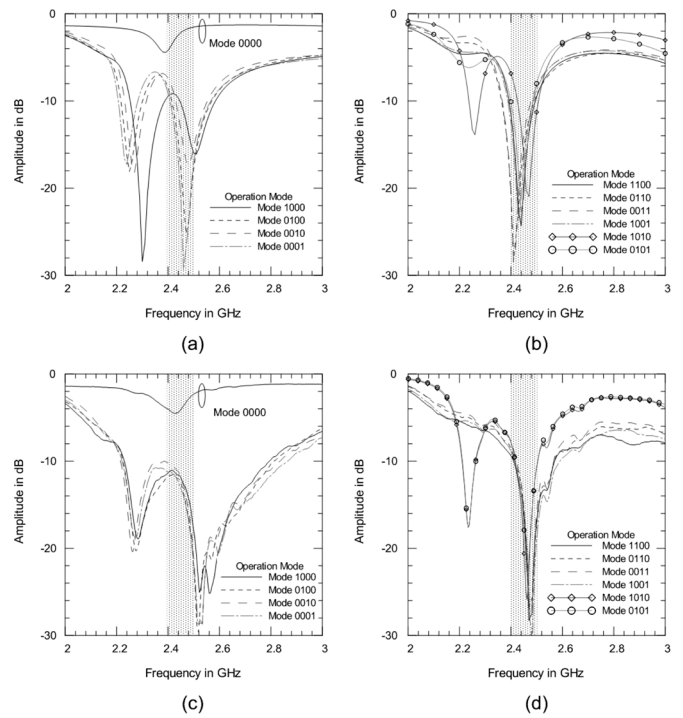 0
-10
-20
-30
Amplitude in dB
Mode 0000
Operation Mode
Mode 1000
Mode 0100
Mode 0010
Mode 0001
2 2.2 2.4 2.6 2.8 3
Frequency in GHz
(a)
0
-10
-20
-30
Amplitude in dB
Operation Mode
Mode 1100
Mode 0110
Mode 0011
Mode 1001
Mode 1010
Mode 0101
2 2.2 2.4 2.6 2.8 3
Frequency in GHz
(b)
0
-10
-20
-30
Amplitude in dB
Mode 0000
Operation Mode
Mode 1000
Mode 0100
Mode 0010
Mode 0001
2 2.2 2.4 2.6 2.8 3
Frequency in GHz
(c)
0
-10
-20
-30
Amplitude in dB
Operation Mode
Mode 1100
Mode 0110
Mode 0011
Mode 1001
Mode 1010
Mode 0101
2 2.2 2.4 2.6 2.8 3
Frequency in GHz
(d)